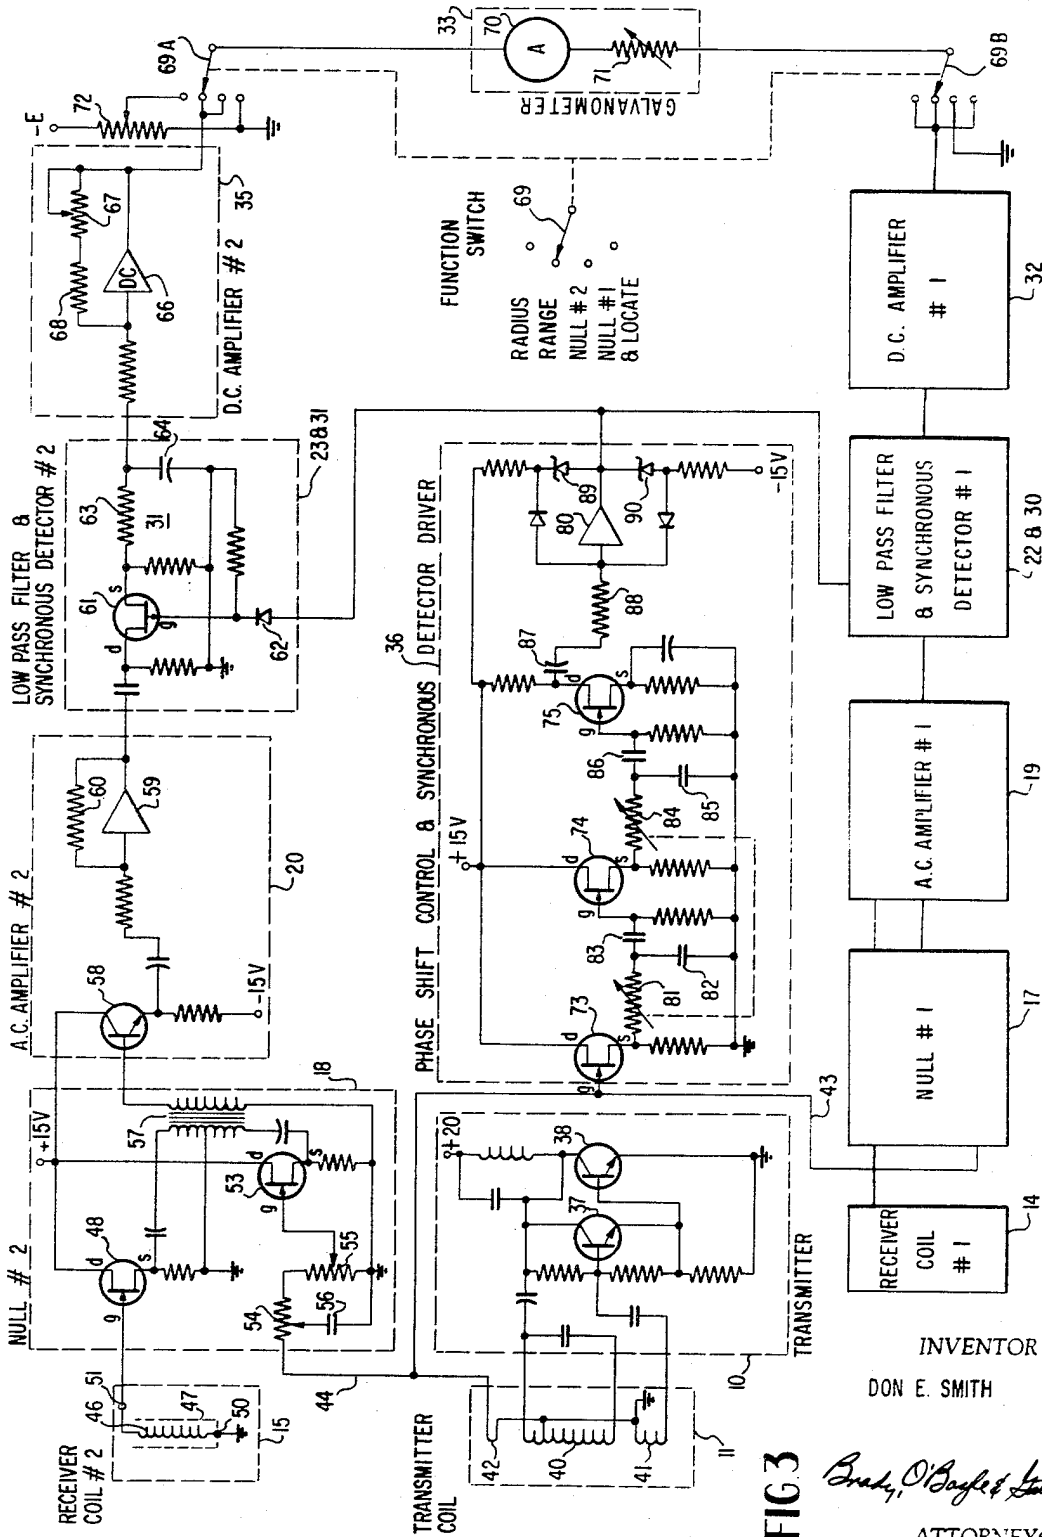 RECEIVER
COIL # 2
51
46
47
50
15
NULL # 2
+15V
48
d
s
g
57
53
d
s
g
54
55
56
18
44
A.C. AMPLIFIER # 2
58
-15V
59
60
20
LOW PASS FILTER &
SYNCHRONOUS DETECTOR # 2
61
d
s
g
62
63
31
64
23&31
D.C. AMPLIFIER # 2
68
67
DC
66
35
-E
72
69A
33
70
A
71
GALVANOMETER
69B
FUNCTION
SWITCH
69
RADIUS
RANGE
NULL # 2
NULL #1
& LOCATE
TRANSMITTER
COIL
42
40
41
11
TRANSMITTER
10
+20
37
38
43
PHASE SHIFT CONTROL & SYNCHRONOUS DETECTOR DRIVER
36
+15V
73
d
s
g
81
82
83
74
d
s
g
84
85
86
75
d
s
g
87
88
80
89
90
-15V
RECEIVER
COIL
# 1
14
NULL # 1
17
A.C. AMPLIFIER # 1
19
LOW PASS FILTER
& SYNCHRONOUS
DETECTOR # 1
22 & 30
D.C. AMPLIFIER
# 1
32
FIG 3
INVENTOR
DON E. SMITH
Brady, O'Boyle &
ATTORNEYS